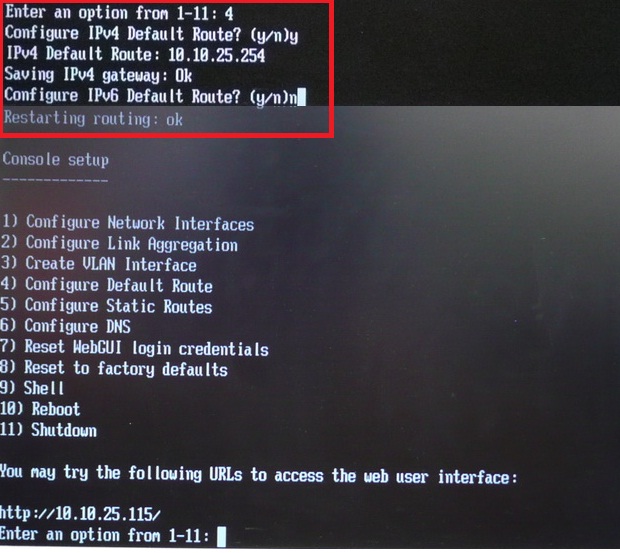 Enter an option from 1-11: 4
Configure IPv4 Default Route? (y/n)y
IPv4 Default Route: 10.10.25.254
Saving IPv4 gateway: Ok
Configure IPv6 Default Route? (y/n)n
Restarting routing: ok
Console setup
-------------
1) Configure Network Interfaces
2) Configure Link Aggregation
3) Create VLAN Interface
4) Configure Default Route
5) Configure Static Routes
6) Configure DNS
7) Reset WebGUI login credentials
8) Reset to factory defaults
9) Shell
10) Reboot
11) Shutdown
You may try the following URLs to access the web user interface:
http://10.10.25.115/
Enter an option from 1-11: